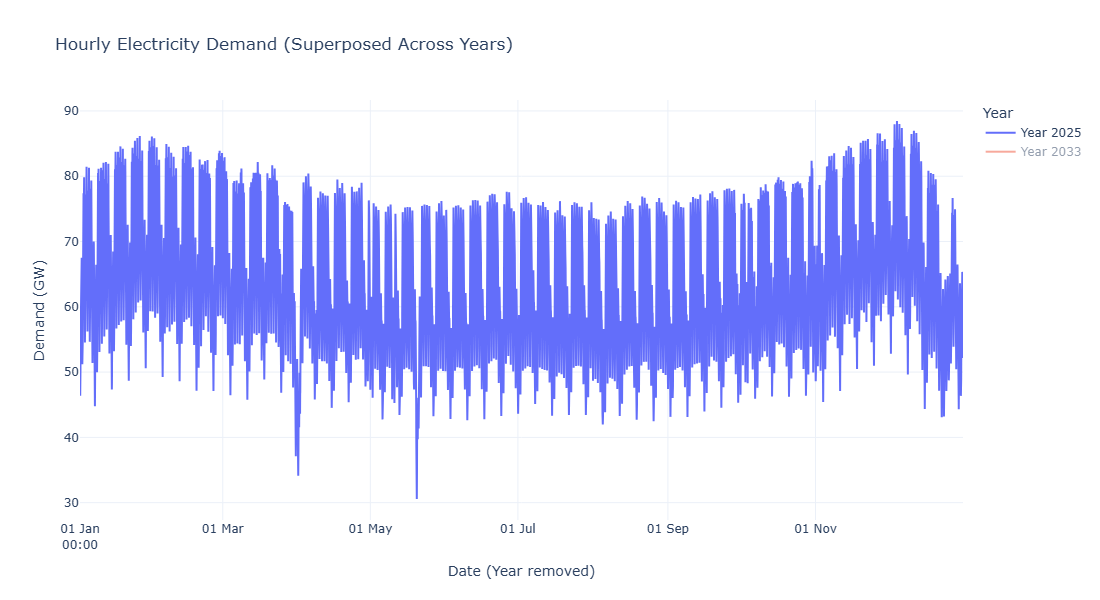 Hourly Electricity Demand (Superposed Across Years)
Year
Year 2025
Year 2033
Demand (GW)
90
80
70
60
50
40
30
01 Jan
00:00
01 Mar
01 May
01 Jul
01 Sep
01 Nov
Date (Year removed)